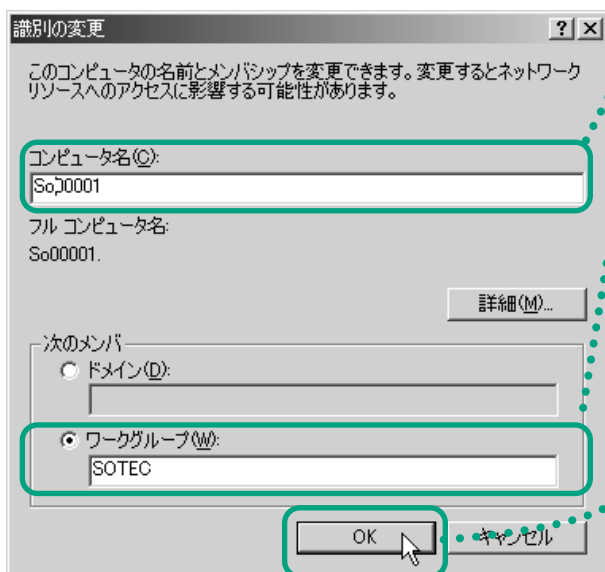 識別の変更
このコンピュータの名前とメンバシップを変更できます。変更するとネットワーク
リソースへのアクセスに影響する可能性があります。
コンピュータ名(C):
So00001
フル コンピュータ名:
So00001.
詳細(M)...
次のメンバ
ドメイン(D):
ワークグループ(W):
SOTEC
OK
キャンセル